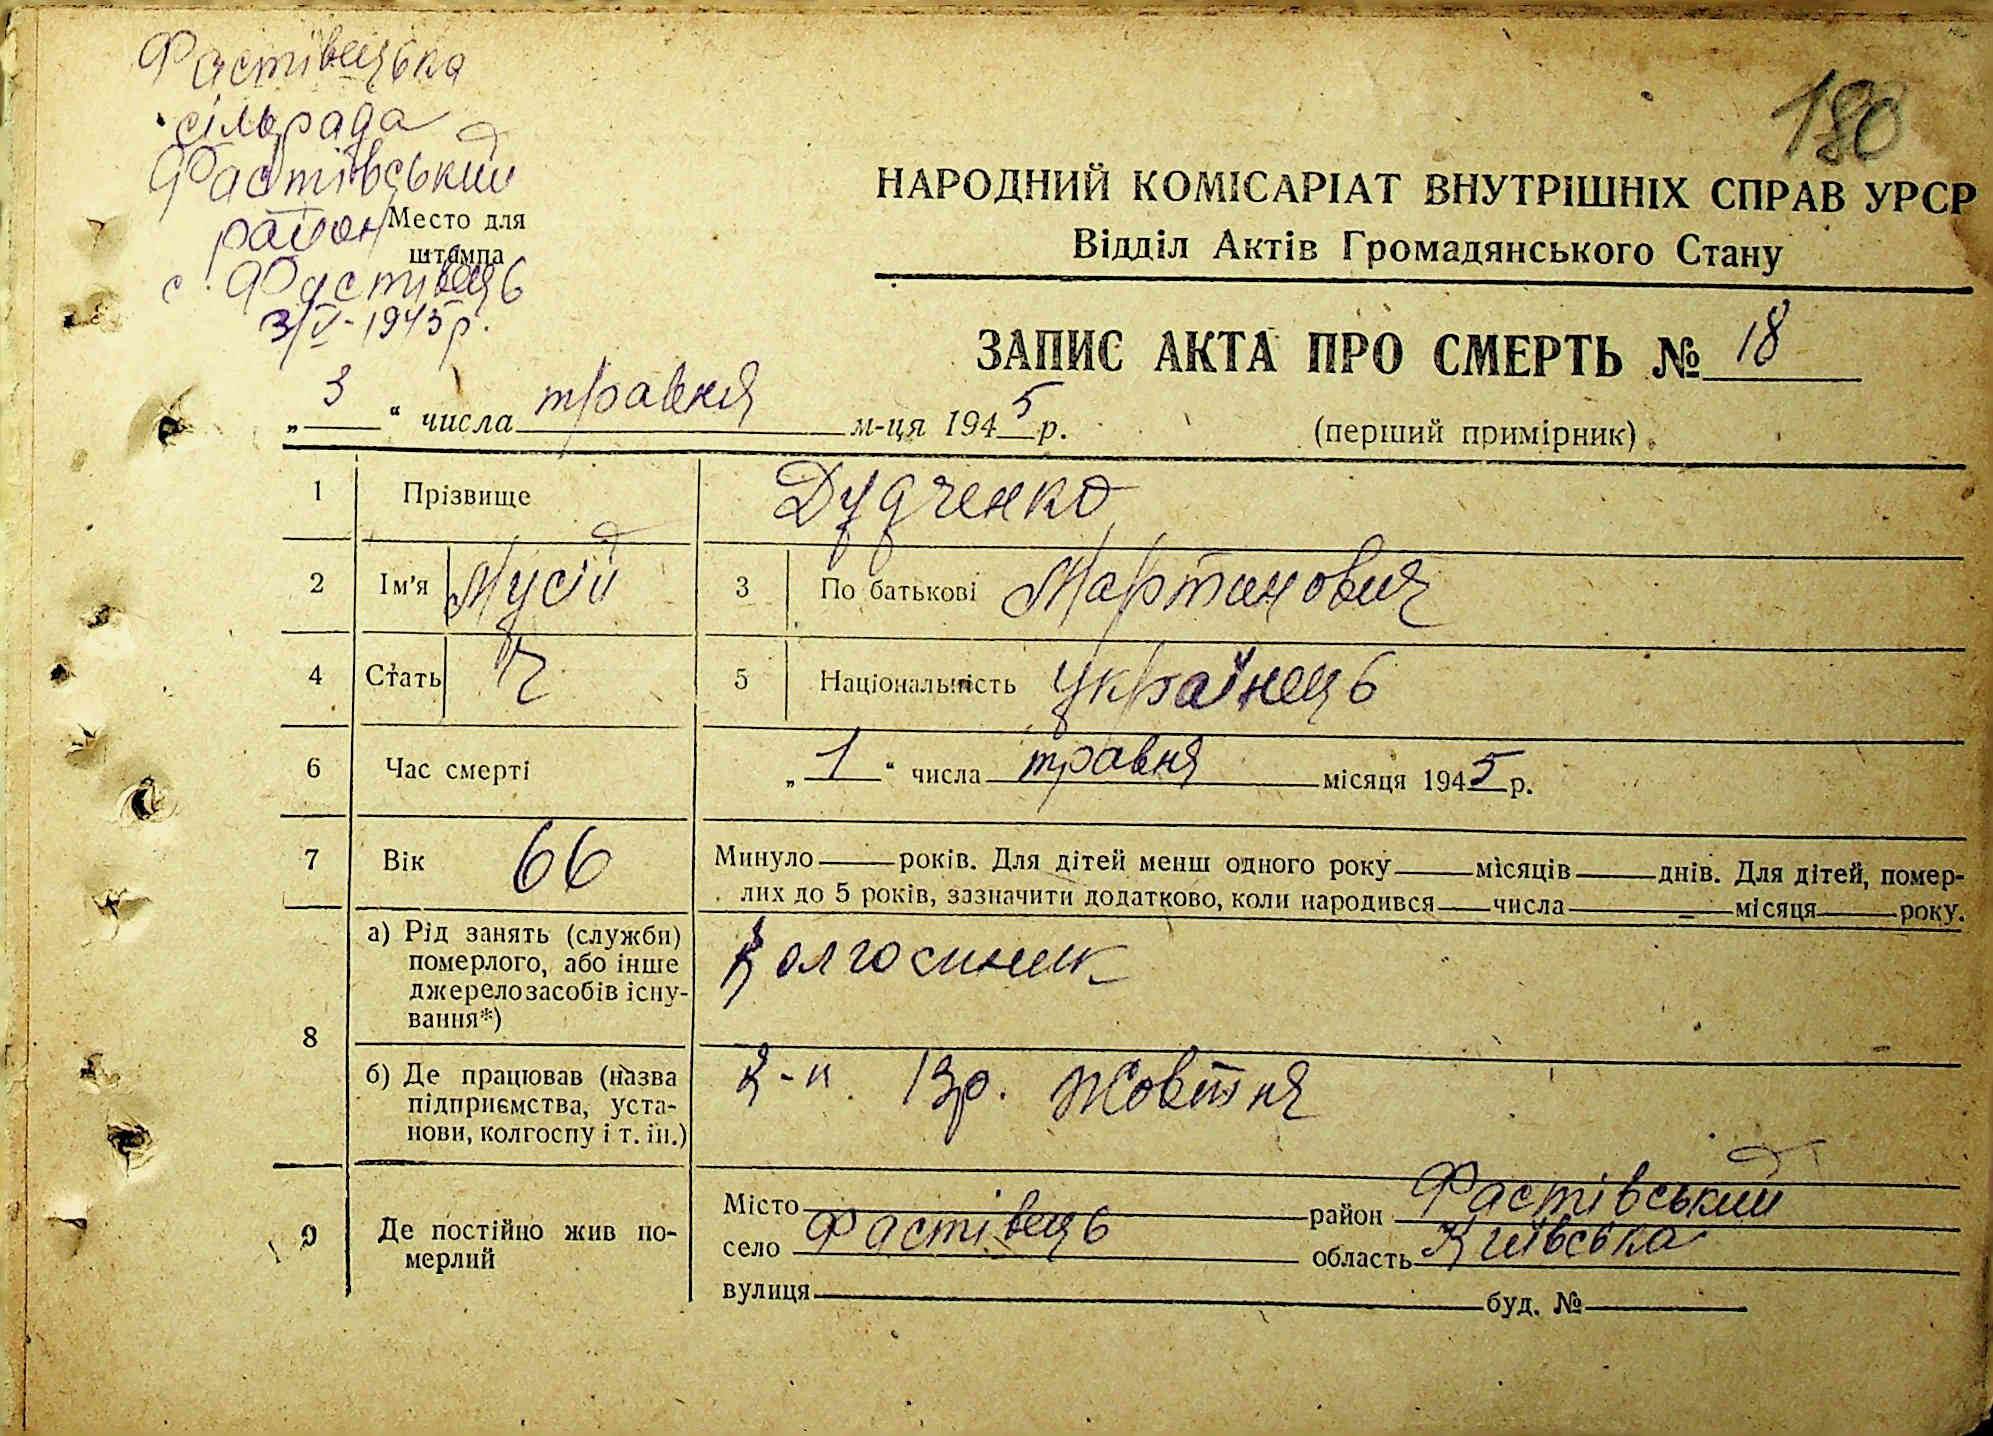 180
Фастівецька
сільрада
Фастівський
район
Место для
штампа
с. Фастівець
3/V-1945р.
НАРОДНИЙ КОМІСАРІАТ ВНУТРІШНІХ СПРАВ УРСР
Відділ Актів Громадянського Стану
ЗАПИС АКТА ПРО СМЕРТЬ № 18
„ 3 “ числа травня м-ця 1945 р. (перший примірник)
1 Прізвище Дудченко
2 Ім'я Мусій 3 По батькові Мартинович
4 Стать Ч 5 Національність Українець
6 Час смерті „ 1 “ числа травня місяця 1945 р.
7 Вік 66 Минуло років. Для дітей менш одного року місяців днів. Для дітей, помер-
лих до 5 років, зазначити додатково, коли народився числа місяця року.
8 а) Рід занять (служби)
померлого, або інше
джерело засобів існу-
вання*) Колгоспник
б) Де працював (назва
підприємства, уста-
нови, колгоспу і т. ін.) К-п. 13р. Жовтня
9 Де постійно жив по-
мерлий
Місто район Фастівський
село Фастівець область Київська
вулиця буд. №